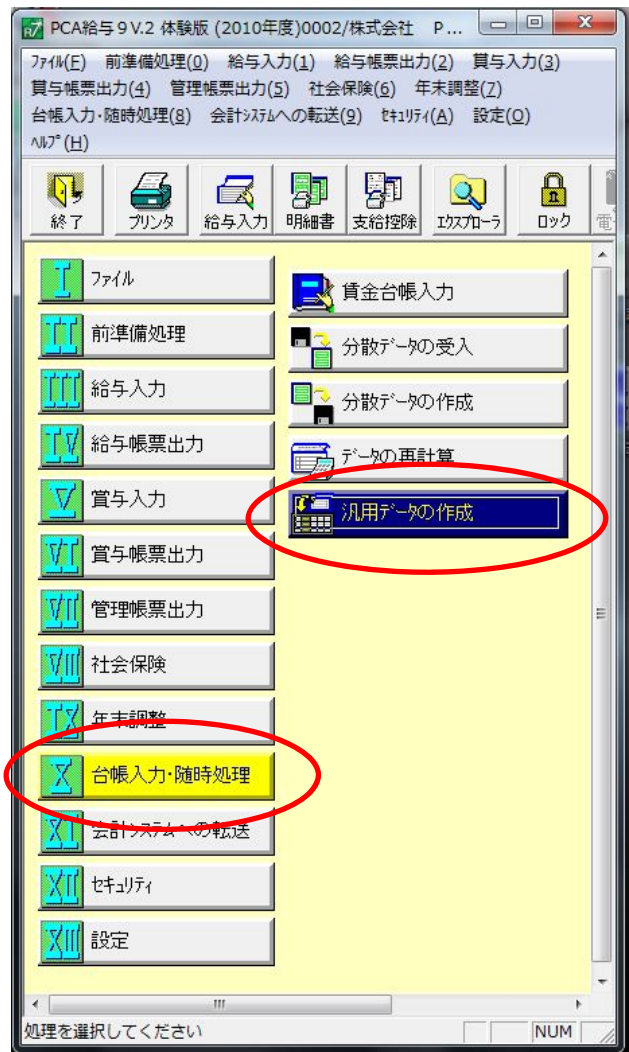 PCA給与9V.2 体験版 (2010年度)0002/株式会社 P...
ﾌｧｲﾙ(F) 前準備処理(0) 給与入力(1) 給与帳票出力(2) 賞与入力(3)
賞与帳票出力(4) 管理帳票出力(5) 社会保険(6) 年末調整(7)
台帳入力・随時処理(8) 会計ｼｽﾃﾑへの転送(9) ｾｷｭﾘﾃｨ(A) 設定(O)
ﾍﾙﾌﾟ(H)
終了 プリンタ 給与入力 明細書 支給控除 ｴｸｽﾌﾟﾛｰﾗ ロック 電
I ファイル
II 前準備処理
III 給与入力
IV 給与帳票出力
V 賞与入力
VI 賞与帳票出力
VII 管理帳票出力
VIII 社会保険
IX 年末調整
X 台帳入力・随時処理
XI 会計ｼｽﾃﾑへの転送
XII ｾｷｭﾘﾃｨ
XIII 設定
賃金台帳入力
分散ﾃﾞｰﾀの受入
分散ﾃﾞｰﾀの作成
ﾃﾞｰﾀの再計算
汎用ﾃﾞｰﾀの作成
処理を選択してください NUM